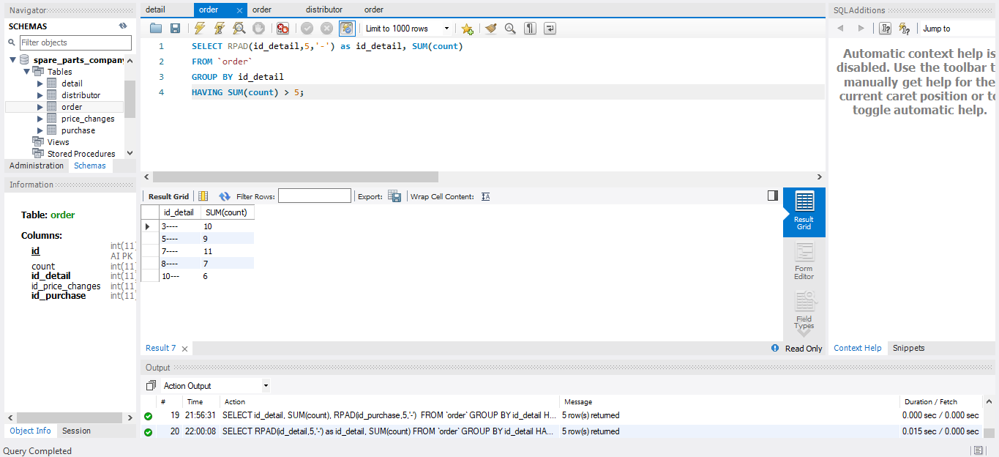 Navigator
SCHEMAS
Filter objects
spare_parts_company
Tables
detail
distributor
order
price_changes
purchase
Views
Stored Procedures
Administration Schemas
Information
Table: order
Columns:
id int(11)
AI PK
count int(11)
id_detail int(11)
id_price_changes int(11)
id_purchase int(11)
Object Info Session
Query Completed
detail order order distributor order
Limit to 1000 rows
1 SELECT RPAD(id_detail,5,'-') as id_detail, SUM(count)
2 FROM `order`
3 GROUP BY id_detail
4 HAVING SUM(count) > 5;
Result Grid Filter Rows: Export: Wrap Cell Content:
id_detail SUM(count)
3---- 10
5---- 9
7---- 11
8---- 7
10--- 6
Result Grid
Form Editor
Field Types
Result 7 Read Only
Output
Action Output
# Time Action Message Duration / Fetch
19 21:56:31 SELECT id_detail, SUM(count), RPAD(id_purchase,5,'-') FROM `order` GROUP BY id_detail H... 5 row(s) returned 0.000 sec / 0.000 sec
20 22:00:08 SELECT RPAD(id_detail,5,'-') as id_detail, SUM(count) FROM `order` GROUP BY id_detail HA... 5 row(s) returned 0.015 sec / 0.000 sec
SQLAdditions
Jump to
Automatic context help is
disabled. Use the toolbar t
manually get help for the
current caret position or to
toggle automatic help.
Context Help Snippets